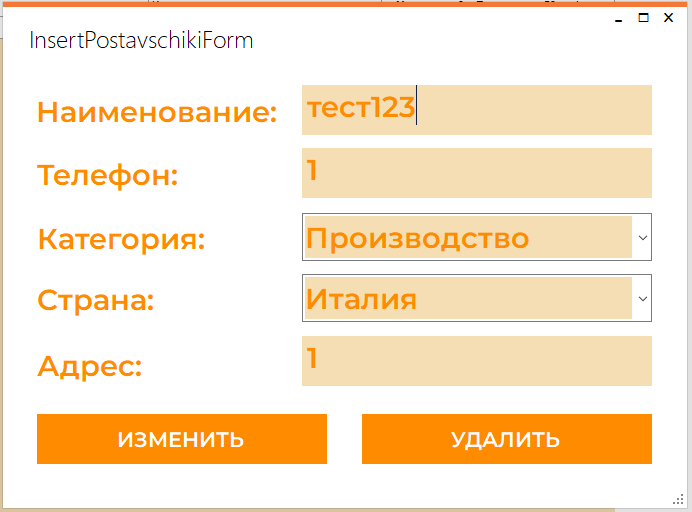 InsertPostavschikiForm
Наименование: тест123
Телефон: 1
Категория: Производство
Страна: Италия
Адрес: 1
ИЗМЕНИТЬ УДАЛИТЬ